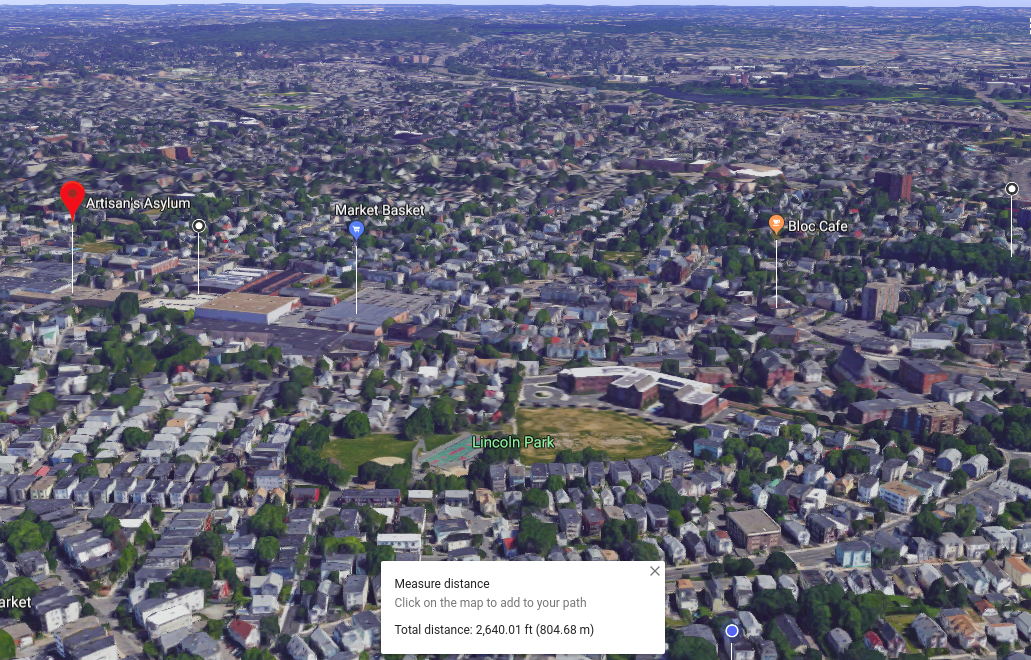 Artisan's Asylum
Market Basket
Bloc Cafe
Lincoln Park
arket
Measure distance
Click on the map to add to your path
Total distance: 2,640.01 ft (804.68 m)